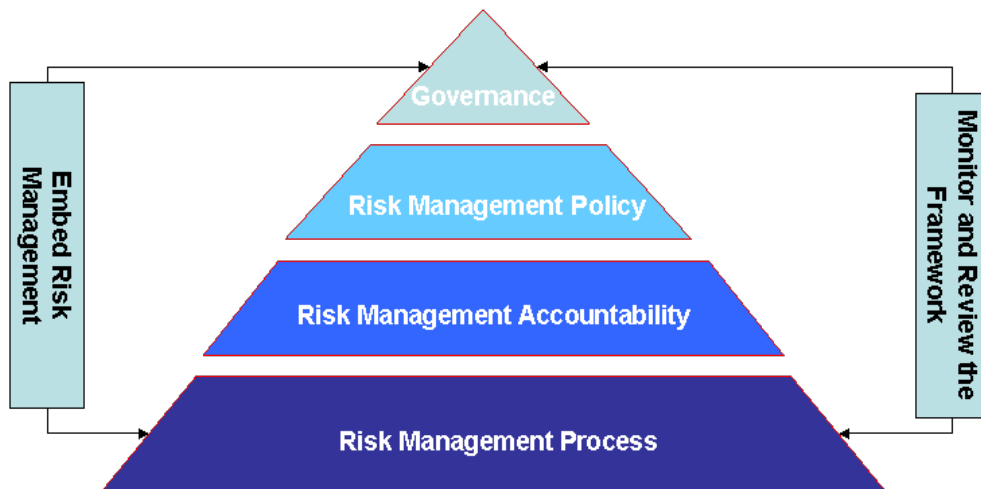 Governance
Risk Management Policy
Risk Management Accountability
Risk Management Process
Embed Risk
Management
Monitor and Review the
Framework